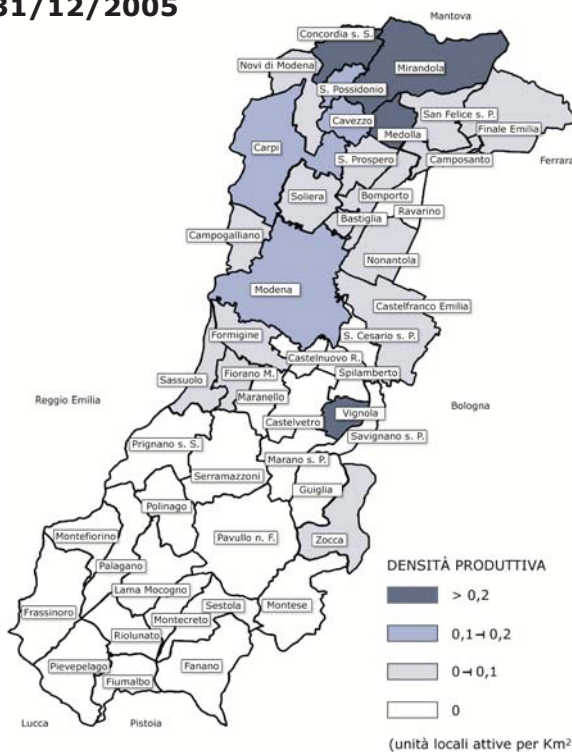 31/12/2005
Mantova
Concordia s. S.
Novi di Modena
Mirandola
S. Possidonio
San Felice s. P.
Cavezzo
Medolla
Finale Emilia
Carpi
S. Prospero
Camposanto
Ferrara
Soliera
Bomporto
Ravarino
Bastiglia
Campogalliano
Nonantola
Modena
Castelfranco Emilia
Formigine
S. Cesario s. P.
Castelnuovo R.
Sassuolo
Fiorano M.
Spilamberto
Maranello
Reggio Emilia
Vignola
Bologna
Castelvetro
Savignano s. P.
Prignano s. S.
Marano s. P.
Serramazzoni
Guiglia
Polinago
Montefiorino
Pavullo n. F.
Zocca
Palagano
Lama Mocogno
Frassinoro
Sestola
Montese
Montecreto
Riolunato
Pievepelago
Fanano
Fiumalbo
Lucca
Pistoia
DENSITÀ PRODUTTIVA
> 0,2
0,1⊣0,2
0⊣0,1
0
(unità locali attive per Km²